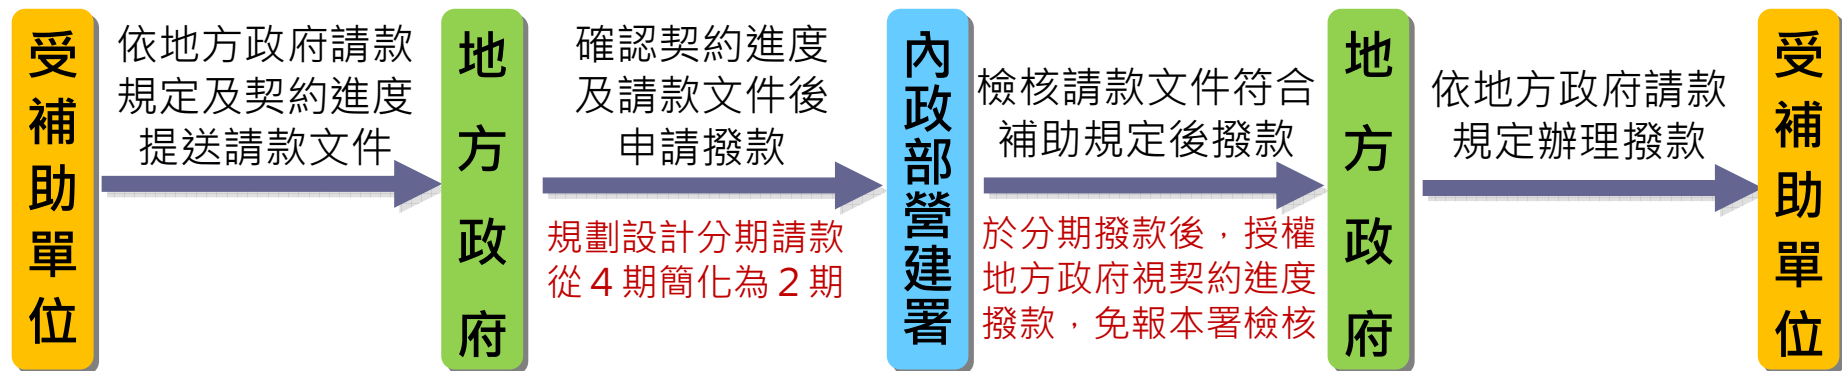 受補助單位
依地方政府請款
規定及契約進度
提送請款文件
地方政府
確認契約進度
及請款文件後
申請撥款
規劃設計分期請款
從4期簡化為2期
內政部營建署
檢核請款文件符合
補助規定後撥款
於分期撥款後，授權
地方政府視契約進度
撥款，免報本署檢核
地方政府
依地方政府請款
規定辦理撥款
受補助單位